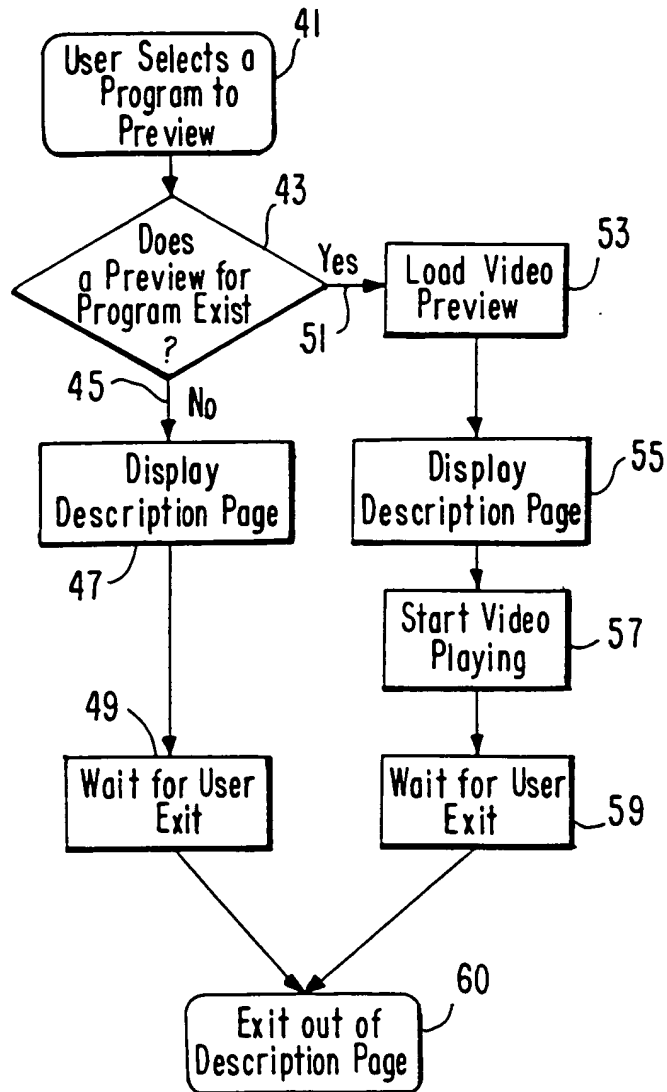 41
User Selects a
Program to
Preview
43
Does
a Preview for
Program Exist
?
Yes
51
Load Video
Preview
53
45
No
Display
Description Page
47
Display
Description Page
55
Start Video
Playing
57
49
Wait for User
Exit
Wait for User
Exit
59
60
Exit out of
Description Page